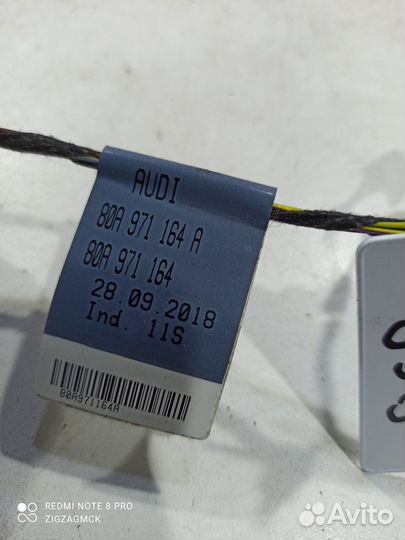 AUDI
80A 971 164 A
80A 971 164
28.09.2018
Ind. 11S
80A971164A
REDMI NOTE 8 PRO
ZIGZAGMCK
Avito